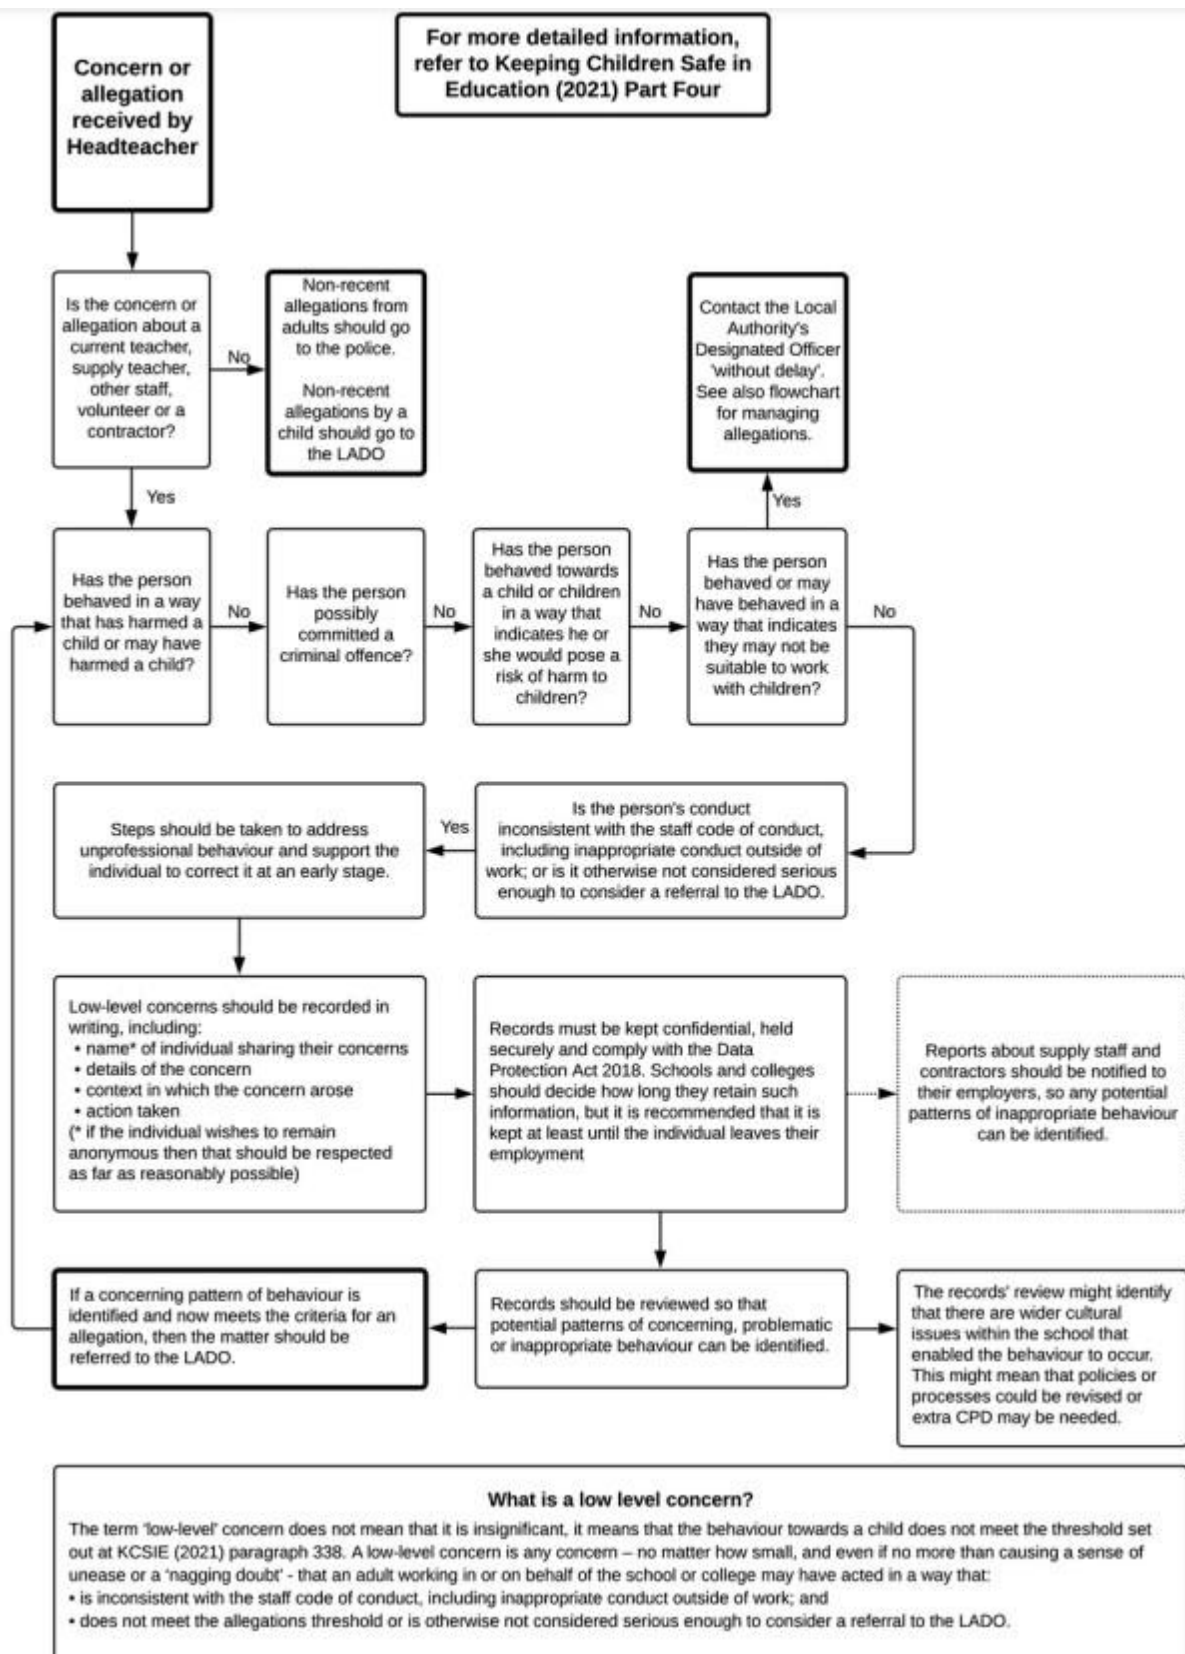 Concern or
allegation
received by
Headteacher
For more detailed information,
refer to Keeping Children Safe in
Education (2021) Part Four
Is the concern or
allegation about a
current teacher,
supply teacher,
other staff,
volunteer or a
contractor?
No
Non-recent
allegations from
adults should go
to the police.
Non-recent
allegations by a
child should go to
the LADO
Contact the Local
Authority's
Designated Officer
'without delay'.
See also flowchart
for managing
allegations.
Yes
Yes
Has the person
behaved in a way
that has harmed a
child or may have
harmed a child?
No
Has the person
possibly
committed a
criminal offence?
No
Has the person
behaved towards
a child or children
in a way that
indicates he or
she would pose a
risk of harm to
children?
No
Has the person
behaved or may
have behaved in a
way that indicates
they may not be
suitable to work
with children?
No
Is the person's conduct
inconsistent with the staff code of conduct,
including inappropriate conduct outside of
work; or is it otherwise not considered serious
enough to consider a referral to the LADO.
Yes
Steps should be taken to address
unprofessional behaviour and support the
individual to correct it at an early stage.
Low-level concerns should be recorded in
writing, including:
• name* of individual sharing their concerns
• details of the concern
• context in which the concern arose
• action taken
(* if the individual wishes to remain
anonymous then that should be respected
as far as reasonably possible)
Records must be kept confidential, held
securely and comply with the Data
Protection Act 2018. Schools and colleges
should decide how long they retain such
information, but it is recommended that it is
kept at least until the individual leaves their
employment
Reports about supply staff and
contractors should be notified to
their employers, so any potential
patterns of inappropriate behaviour
can be identified.
If a concerning pattern of behaviour is
identified and now meets the criteria for an
allegation, then the matter should be
referred to the LADO.
Records should be reviewed so that
potential patterns of concerning, problematic
or inappropriate behaviour can be identified.
The records' review might identify
that there are wider cultural
issues within the school that
enabled the behaviour to occur.
This might mean that policies or
processes could be revised or
extra CPD may be needed.
What is a low level concern?
The term 'low-level' concern does not mean that it is insignificant, it means that the behaviour towards a child does not meet the threshold set
out at KCSIE (2021) paragraph 338. A low-level concern is any concern – no matter how small, and even if no more than causing a sense of
unease or a 'nagging doubt' - that an adult working in or on behalf of the school or college may have acted in a way that:
• is inconsistent with the staff code of conduct, including inappropriate conduct outside of work; and
• does not meet the allegations threshold or is otherwise not considered serious enough to consider a referral to the LADO.